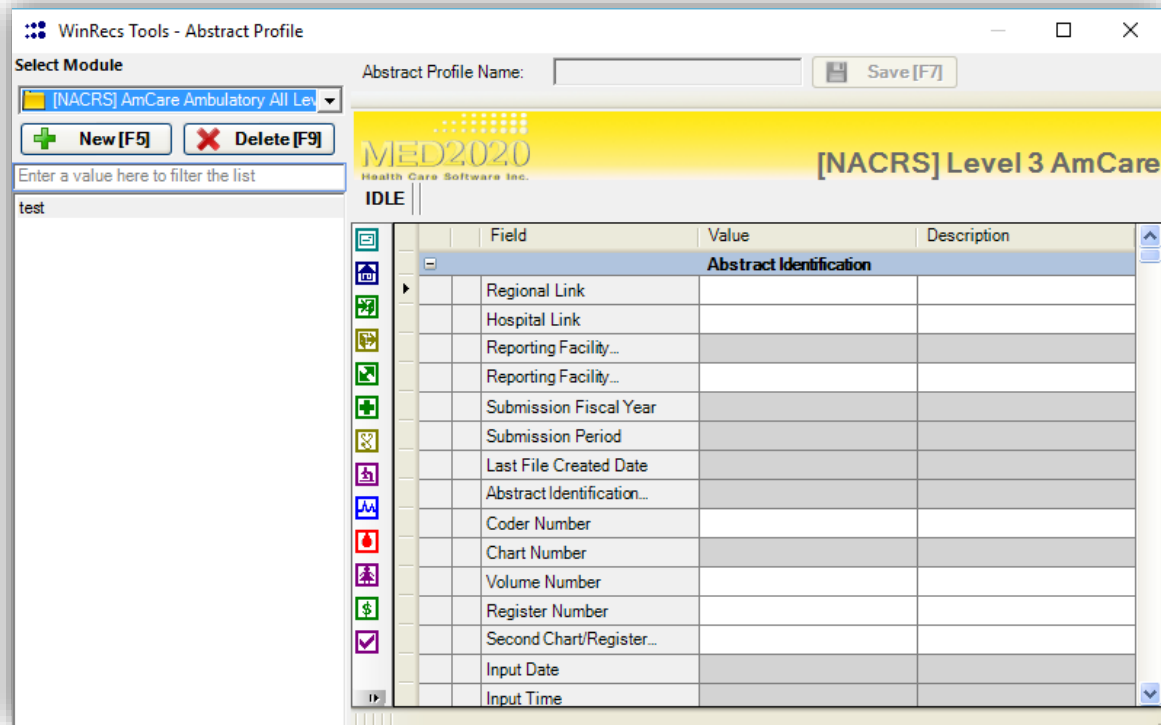 WinRecs Tools - Abstract Profile
Select Module
[NACRS] AmCare Ambulatory All Lev
New [F5]
Delete [F9]
Enter a value here to filter the list
test
Abstract Profile Name:
Save [F7]
MED2020
Health Care Software Inc.
[NACRS] Level 3 AmCare
IDLE
Field Value Description
Abstract Identification
Regional Link
Hospital Link
Reporting Facility...
Reporting Facility...
Submission Fiscal Year
Submission Period
Last File Created Date
Abstract Identification...
Coder Number
Chart Number
Volume Number
Register Number
Second Chart/Register...
Input Date
Input Time